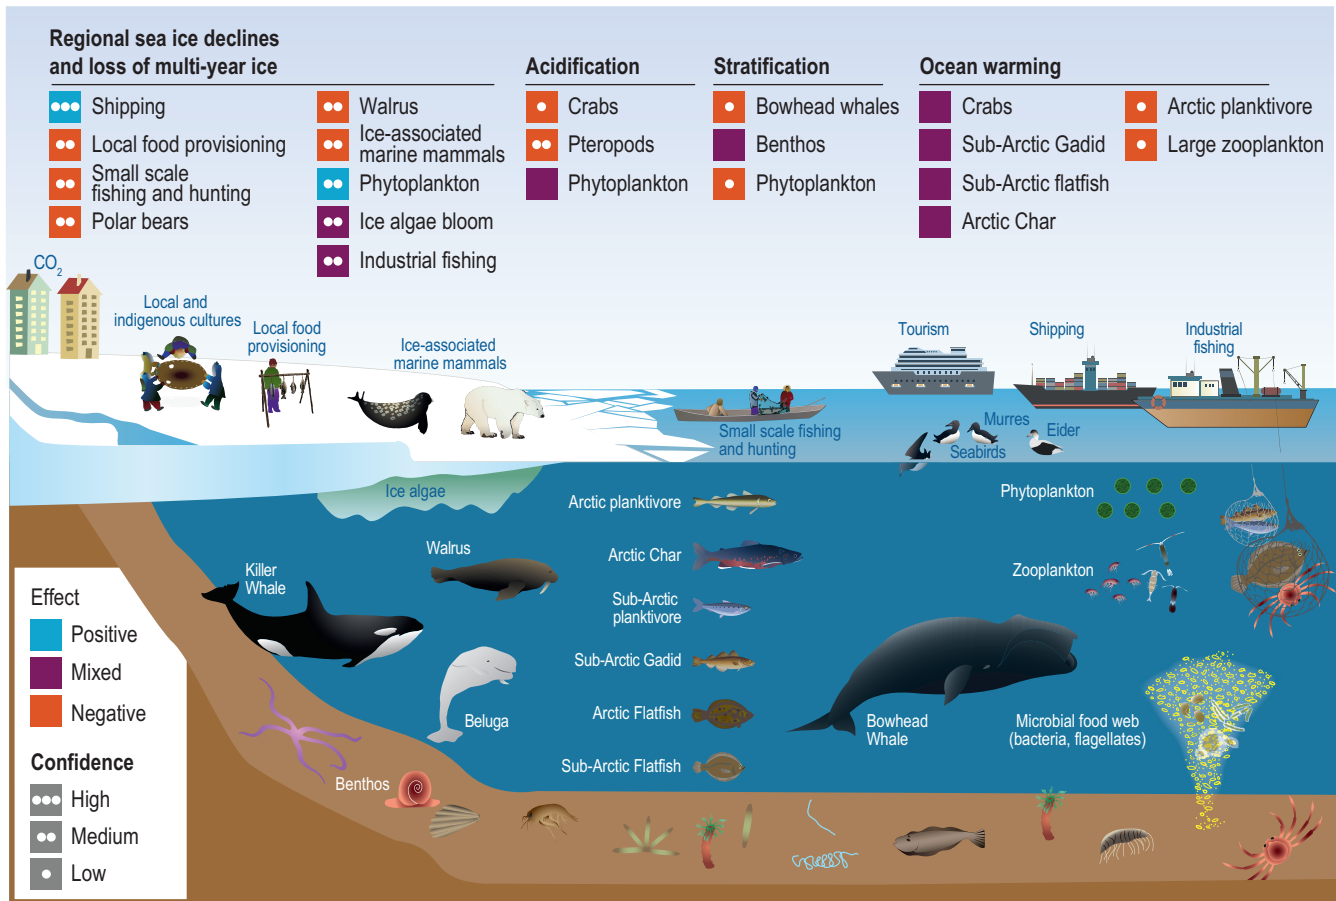 Regional sea ice declines
and loss of multi-year ice
Shipping
Local food provisioning
Small scale
fishing and hunting
Polar bears
Walrus
Ice-associated
marine mammals
Phytoplankton
Ice algae bloom
Industrial fishing
Acidification
Crabs
Pteropods
Phytoplankton
Stratification
Bowhead whales
Benthos
Phytoplankton
Ocean warming
Crabs
Sub-Arctic Gadid
Sub-Arctic flatfish
Arctic Char
Arctic planktivore
Large zooplankton
CO2
Local and
indigenous cultures
Local food
provisioning
Ice-associated
marine mammals
Tourism
Shipping
Industrial
fishing
Small scale fishing
and hunting
Murres
Eider
Seabirds
Ice algae
Arctic planktivore
Phytoplankton
Walrus
Arctic Char
Killer
Whale
Zooplankton
Sub-Arctic
planktivore
Sub-Arctic Gadid
Beluga
Arctic Flatfish
Bowhead
Whale
Microbial food web
(bacteria, flagellates)
Sub-Arctic Flatfish
Benthos
Effect
Positive
Mixed
Negative
Confidence
High
Medium
Low